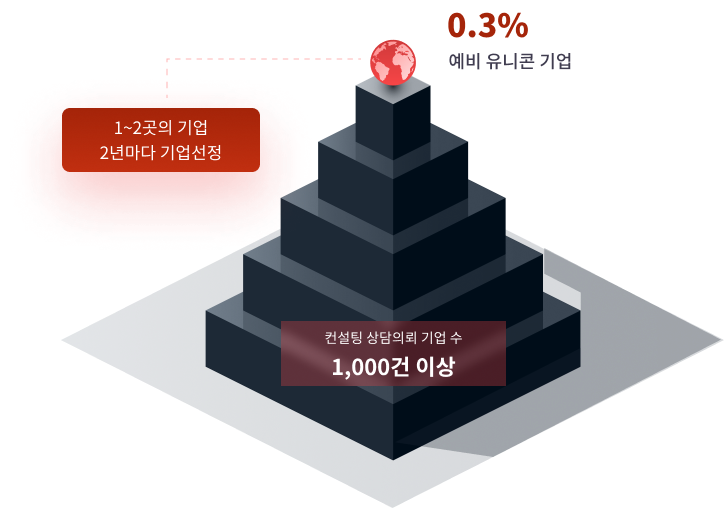 0.3%
예비 유니콘 기업
1~2곳의 기업
2년마다 기업선정
컨설팅 상담의뢰 기업 수
1,000건 이상